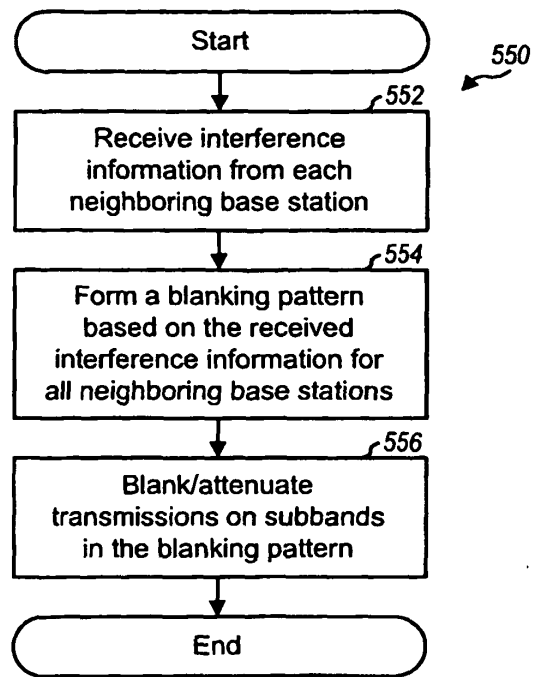 Start
550
552
Receive interference
information from each
neighboring base station
554
Form a blanking pattern
based on the received
interference information for
all neighboring base stations
556
Blank/attenuate
transmissions on subbands
in the blanking pattern
End